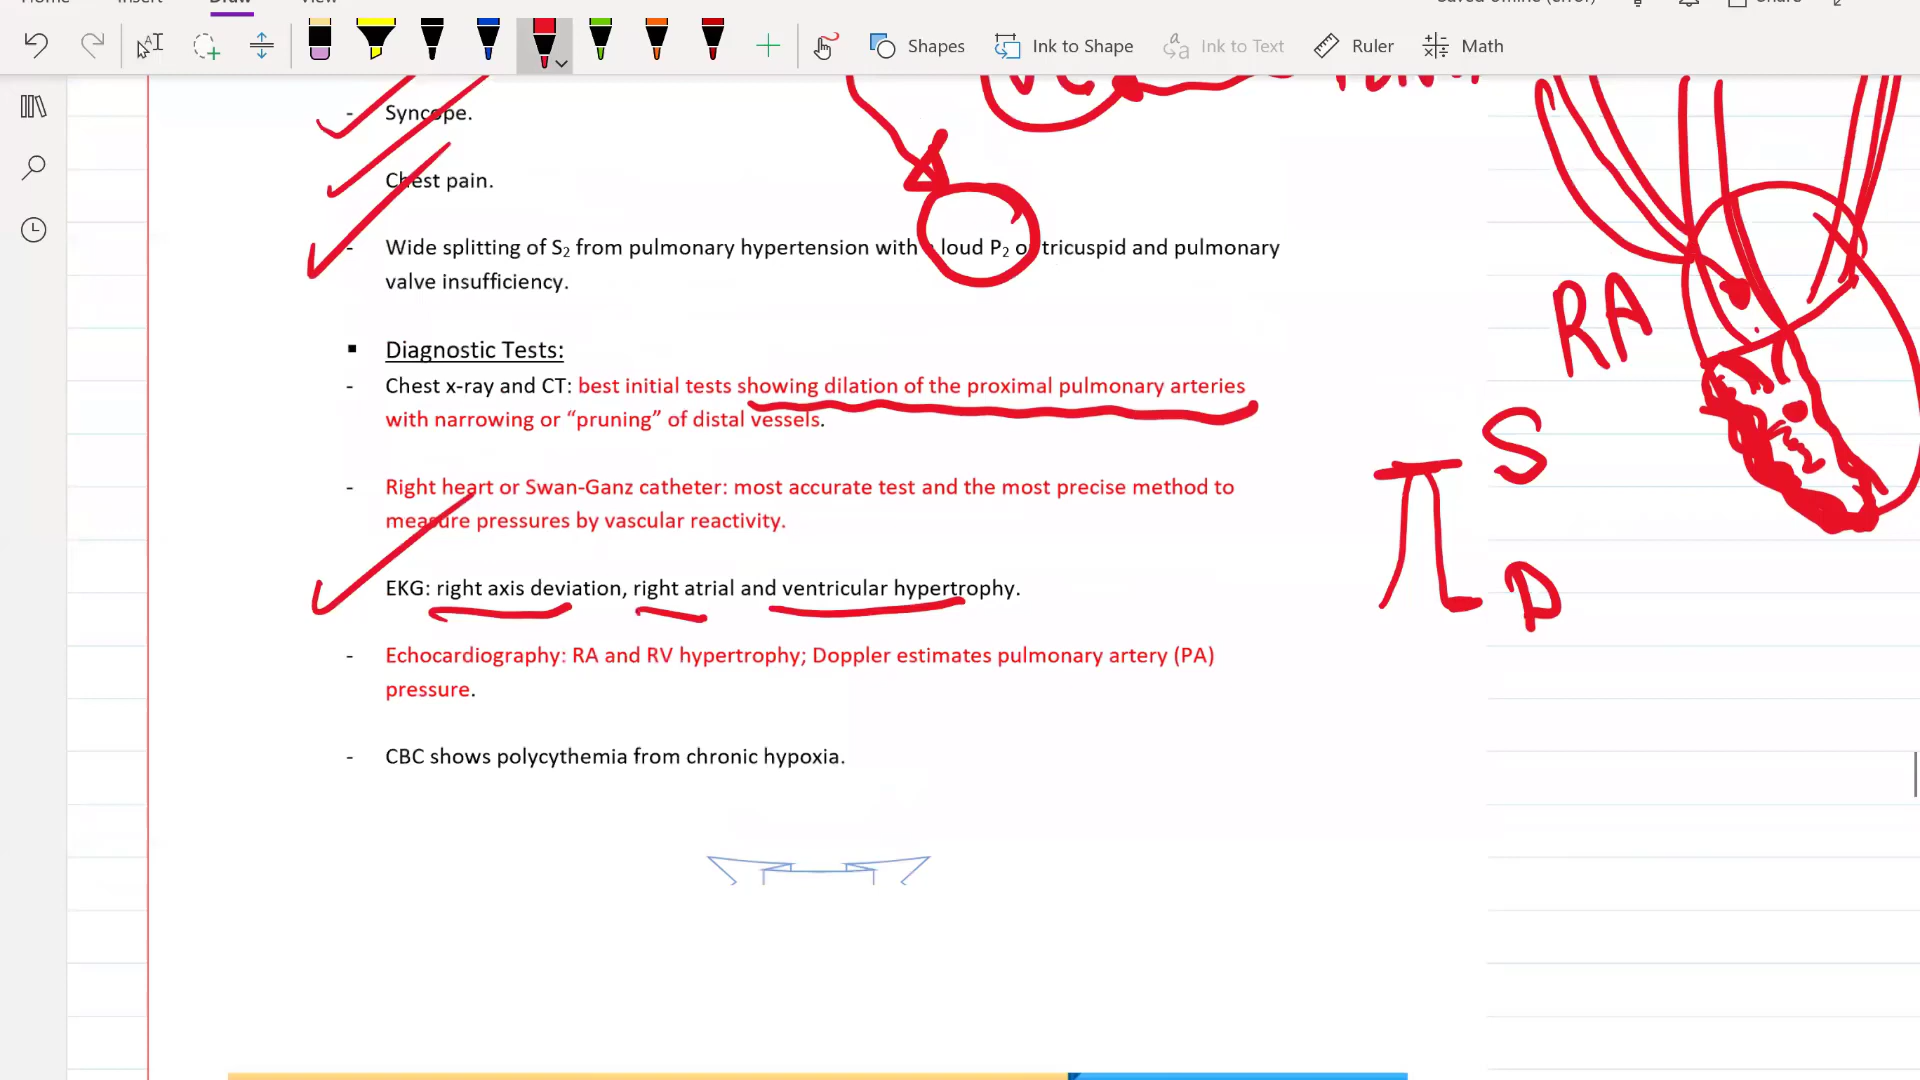 Draw
Shapes
Ink to Shape
Ink to Text
Ruler
Math
- Syncope.
Chest pain.
- Wide splitting of S2 from pulmonary hypertension with loud P2 or tricuspid and pulmonary
valve insufficiency.
▪ Diagnostic Tests:
- Chest x-ray and CT: best initial tests showing dilation of the proximal pulmonary arteries
with narrowing or “pruning” of distal vessels.
- Right heart or Swan-Ganz catheter: most accurate test and the most precise method to
measure pressures by vascular reactivity.
EKG: right axis deviation, right atrial and ventricular hypertrophy.
- Echocardiography: RA and RV hypertrophy; Doppler estimates pulmonary artery (PA)
pressure.
- CBC shows polycythemia from chronic hypoxia.
RA
S
D